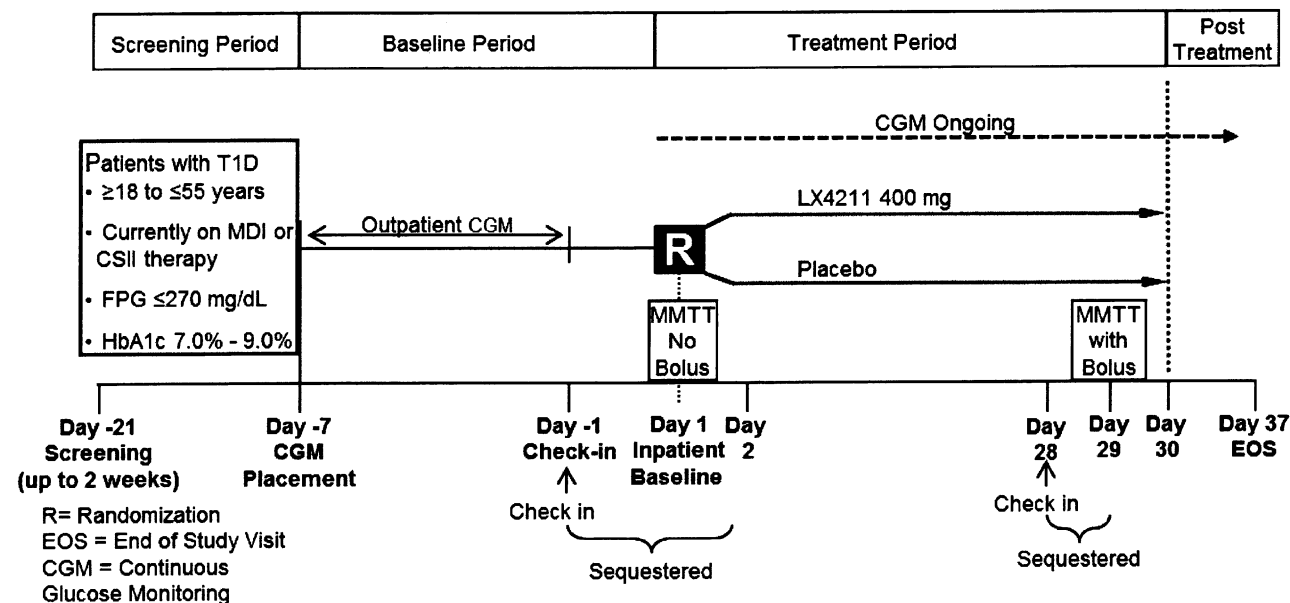 Screening Period
Baseline Period
Treatment Period
Post
Treatment
CGM Ongoing
Patients with T1D
• ≥18 to ≤55 years
• Currently on MDI or
CSII therapy
• FPG ≤270 mg/dL
• HbA1c 7.0% - 9.0%
Outpatient CGM
R
LX4211 400 mg
Placebo
MMTT
No
Bolus
MMTT
with
Bolus
Day -21
Screening
(up to 2 weeks)
Day -7
CGM
Placement
Day -1
Check-in
Day 1
Inpatient
Baseline
Day
2
Day
28
Day
29
Day
30
Day 37
EOS
Check in
Sequestered
Check in
Sequestered
R= Randomization
EOS = End of Study Visit
CGM = Continuous
Glucose Monitoring